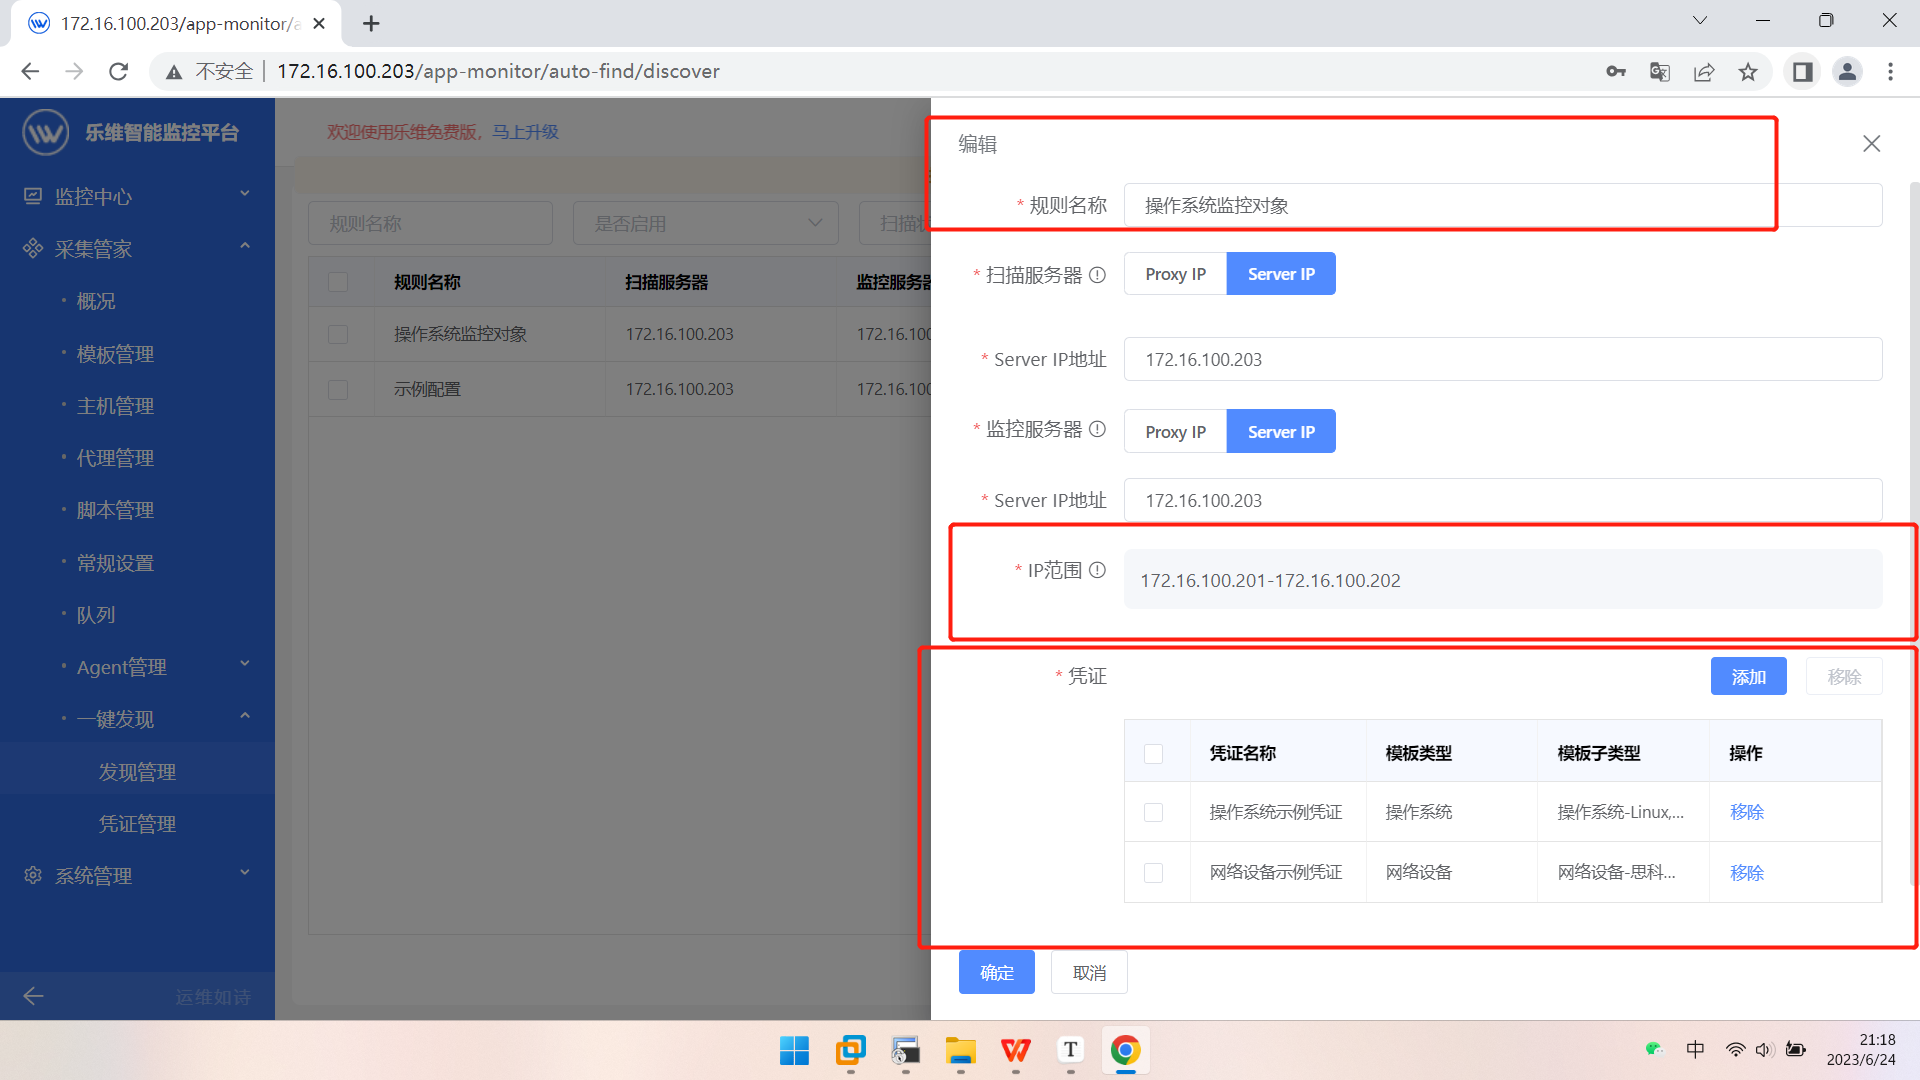 172.16.100.203/app-monitor/a
不安全
172.16.100.203/app-monitor/auto-find/discover
乐维智能监控平台
监控中心
采集管家
概况
模板管理
主机管理
代理管理
脚本管理
常规设置
队列
Agent管理
一键发现
发现管理
凭证管理
系统管理
运维如诗
欢迎使用乐维免费版，马上升级
规则名称
是否启用
扫描状
规则名称 扫描服务器 监控服务器
操作系统监控对象 172.16.100.203 172.16.100
示例配置 172.16.100.203 172.16.100
编辑
* 规则名称 操作系统监控对象
* 扫描服务器 Proxy IP Server IP
* Server IP地址 172.16.100.203
* 监控服务器 Proxy IP Server IP
* Server IP地址 172.16.100.203
* IP范围 172.16.100.201-172.16.100.202
* 凭证 添加 移除
凭证名称 模板类型 模板子类型 操作
操作系统示例凭证 操作系统 操作系统-Linux,... 移除
网络设备示例凭证 网络设备 网络设备-思科... 移除
确定 取消
T
中
21:18
2023/6/24